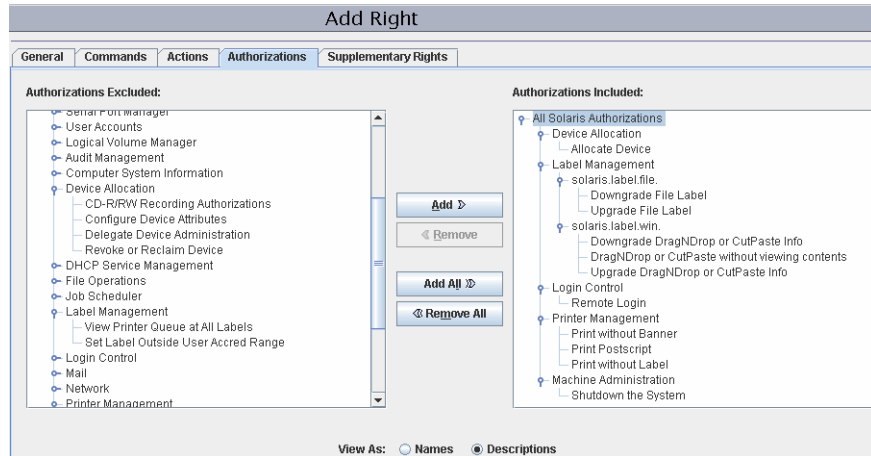 Add Right
General Commands Actions Authorizations Supplementary Rights
Authorizations Excluded:
Serial Port Manager
User Accounts
Logical Volume Manager
Audit Management
Computer System Information
Device Allocation
CD-R/RW Recording Authorizations
Configure Device Attributes
Delegate Device Administration
Revoke or Reclaim Device
DHCP Service Management
File Operations
Job Scheduler
Label Management
View Printer Queue at All Labels
Set Label Outside User Accred Range
Login Control
Mail
Network
Printer Management
Add
Remove
Add All
Remove All
Authorizations Included:
All Solaris Authorizations
Device Allocation
Allocate Device
Label Management
solaris.label.file.
Downgrade File Label
Upgrade File Label
solaris.label.win.
Downgrade DragNDrop or CutPaste Info
DragNDrop or CutPaste without viewing contents
Upgrade DragNDrop or CutPaste Info
Login Control
Remote Login
Printer Management
Print without Banner
Print Postscript
Print without Label
Machine Administration
Shutdown the System
View As: Names Descriptions